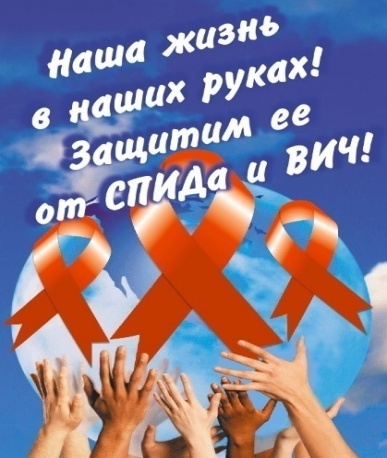 Наша жизнь
в наших руках!
Защитим ее
от СПИДа и ВИЧ!